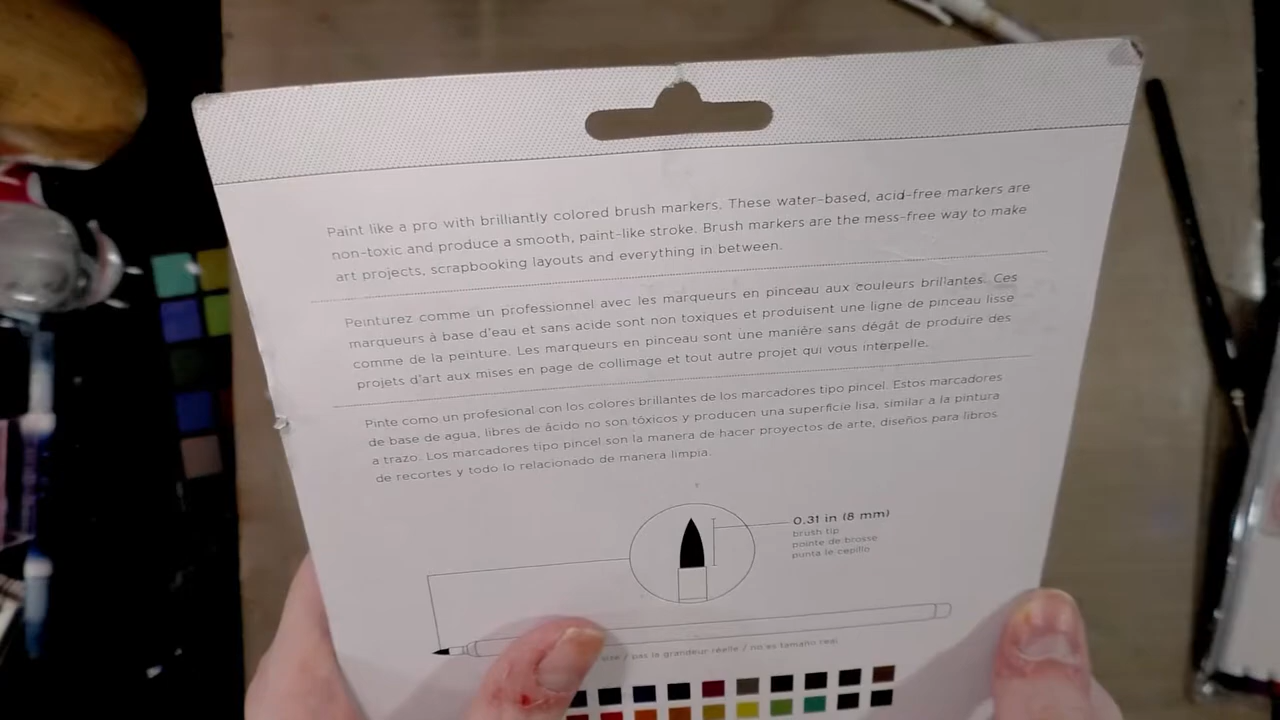 Paint like a pro with brilliantly colored brush markers. These water-based, acid-free markers are
non-toxic and produce a smooth, paint-like stroke. Brush markers are the mess-free way to make
art projects, scrapbooking layouts and everything in between.
Peinturez comme un professionnel avec les marqueurs en pinceau aux couleurs brillantes. Ces
marqueurs à base d'eau et sans acide sont non toxiques et produisent une ligne de pinceau lisse
comme de la peinture. Les marqueurs en pinceau sont une manière sans dégât de produire des
projets d'art aux mises en page de collimage et tout autre projet qui vous interpelle.
Pinte como un profesional con los colores brillantes de los marcadores tipo pincel. Estos marcadores
de base de agua, libres de ácido no son tóxicos y producen una superficie lisa, similar a la pintura
a trazo. Los marcadores tipo pincel son la manera de hacer proyectos de arte, diseños para libros
de recortes y todo lo relacionado de manera limpia.
0.31 in (8 mm)
brush tip
pointe de brosse
punta le cepillo
size / pas la grandeur réelle / no es tamano real